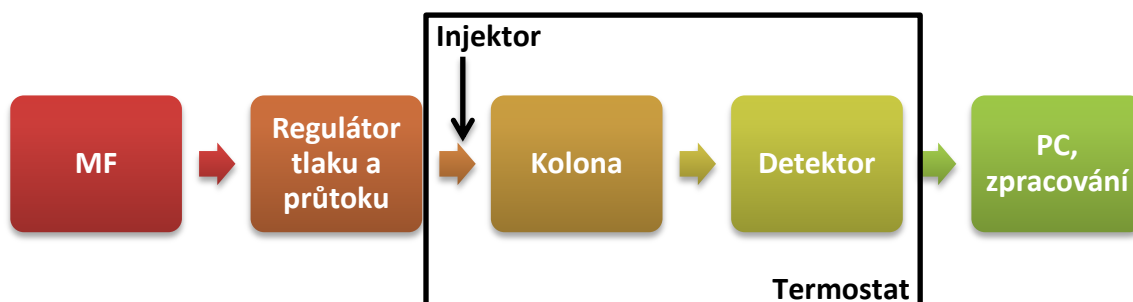 Injektor
MF
Regulátor
tlaku a
průtoku
Kolona
Detektor
PC,
zpracování
Termostat